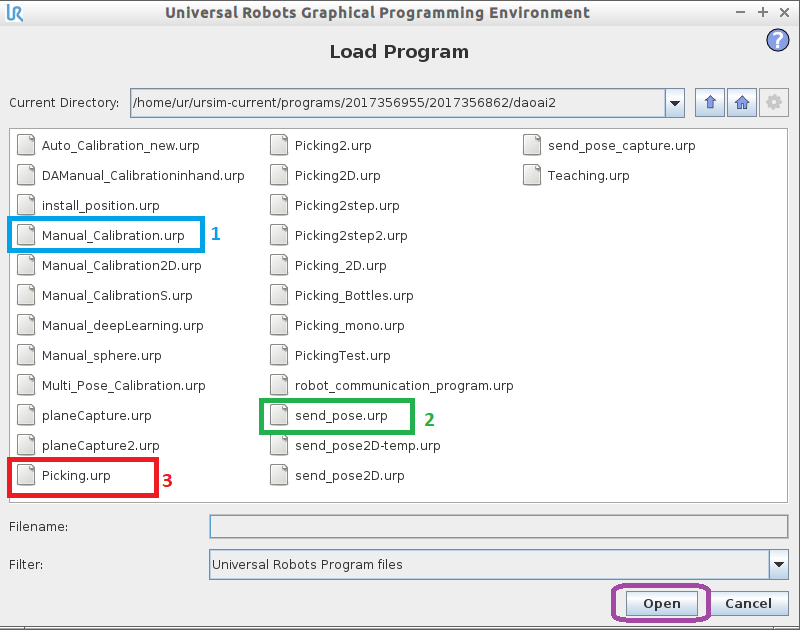 UR Universal Robots Graphical Programming Environment
Load Program
?
Current Directory: /home/ur/ursim-current/programs/2017356955/2017356862/daoai2
Auto_Calibration_new.urp
DAManual_Calibrationinhand.urp
install_position.urp
Manual_Calibration.urp 1
Manual_Calibration2D.urp
Manual_CalibrationS.urp
Manual_deepLearning.urp
Manual_sphere.urp
Multi_Pose_Calibration.urp
planeCapture.urp
planeCapture2.urp
Picking.urp 3
Picking2.urp
Picking2D.urp
Picking2step.urp
Picking2step2.urp
Picking_2D.urp
Picking_Bottles.urp
Picking_mono.urp
PickingTest.urp
robot_communication_program.urp
send_pose.urp 2
send_pose2D-temp.urp
send_pose2D.urp
send_pose_capture.urp
Teaching.urp
Filename:
Filter: Universal Robots Program files
Open Cancel